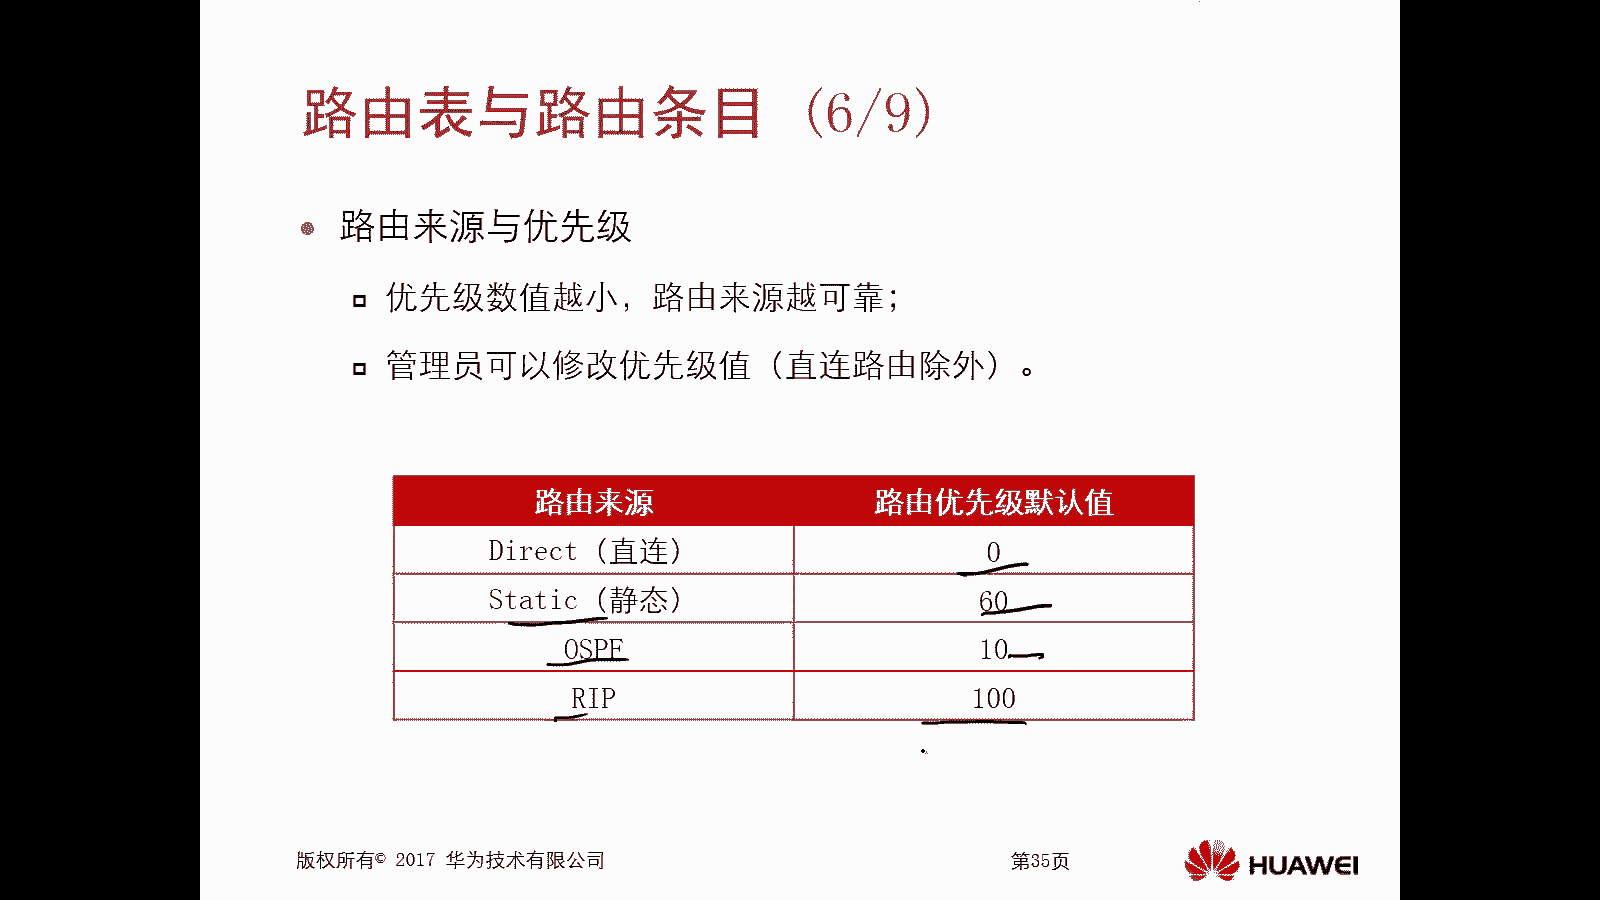 路由表与路由条目（6/9）
路由来源与优先级
优先级数值越小，路由来源越可靠；
管理员可以修改优先级值（直连路由除外）。
路由来源 路由优先级默认值
Direct（直连） 0
Static（静态） 60
OSPF 10
RIP 100
版权所有© 2017 华为技术有限公司 第35页 HUAWEI